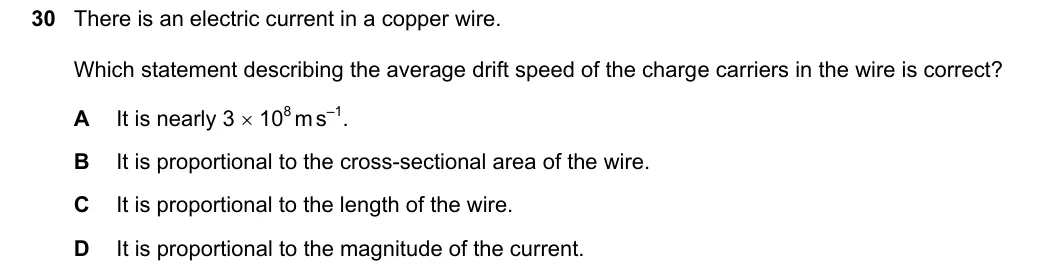 30 There is an electric current in a copper wire.
Which statement describing the average drift speed of the charge carriers in the wire is correct?
A It is nearly 3 × 10⁸ m s⁻¹.
B It is proportional to the cross-sectional area of the wire.
C It is proportional to the length of the wire.
D It is proportional to the magnitude of the current.